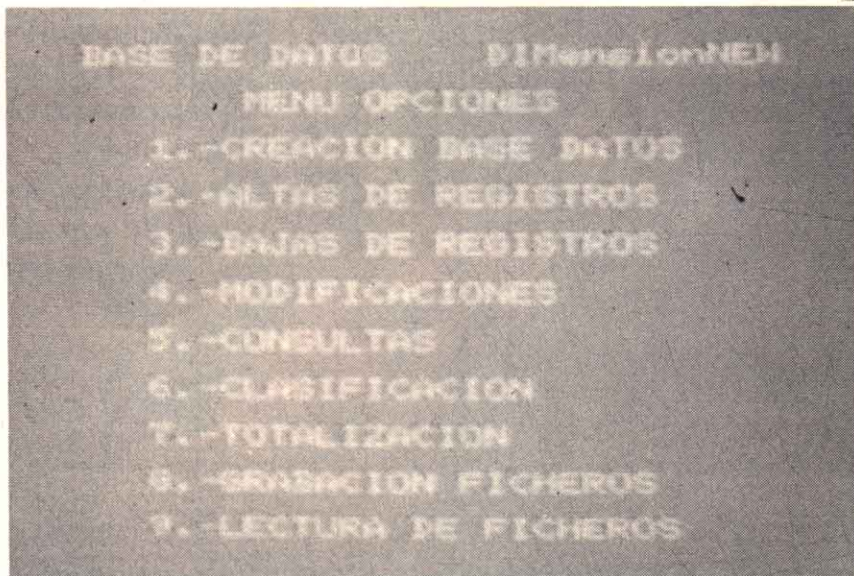 BASE DE DATOS DIMensionNEW
MENU OPCIONES
1.-CREACION BASE DATOS
2.-ALTAS DE REGISTROS
3.-BAJAS DE REGISTROS
4.-MODIFICACIONES
5.-CONSULTAS
6.-CLASIFICACION
7.-TOTALIZACION
8.-GRABACION FICHEROS
9.-LECTURA DE FICHEROS